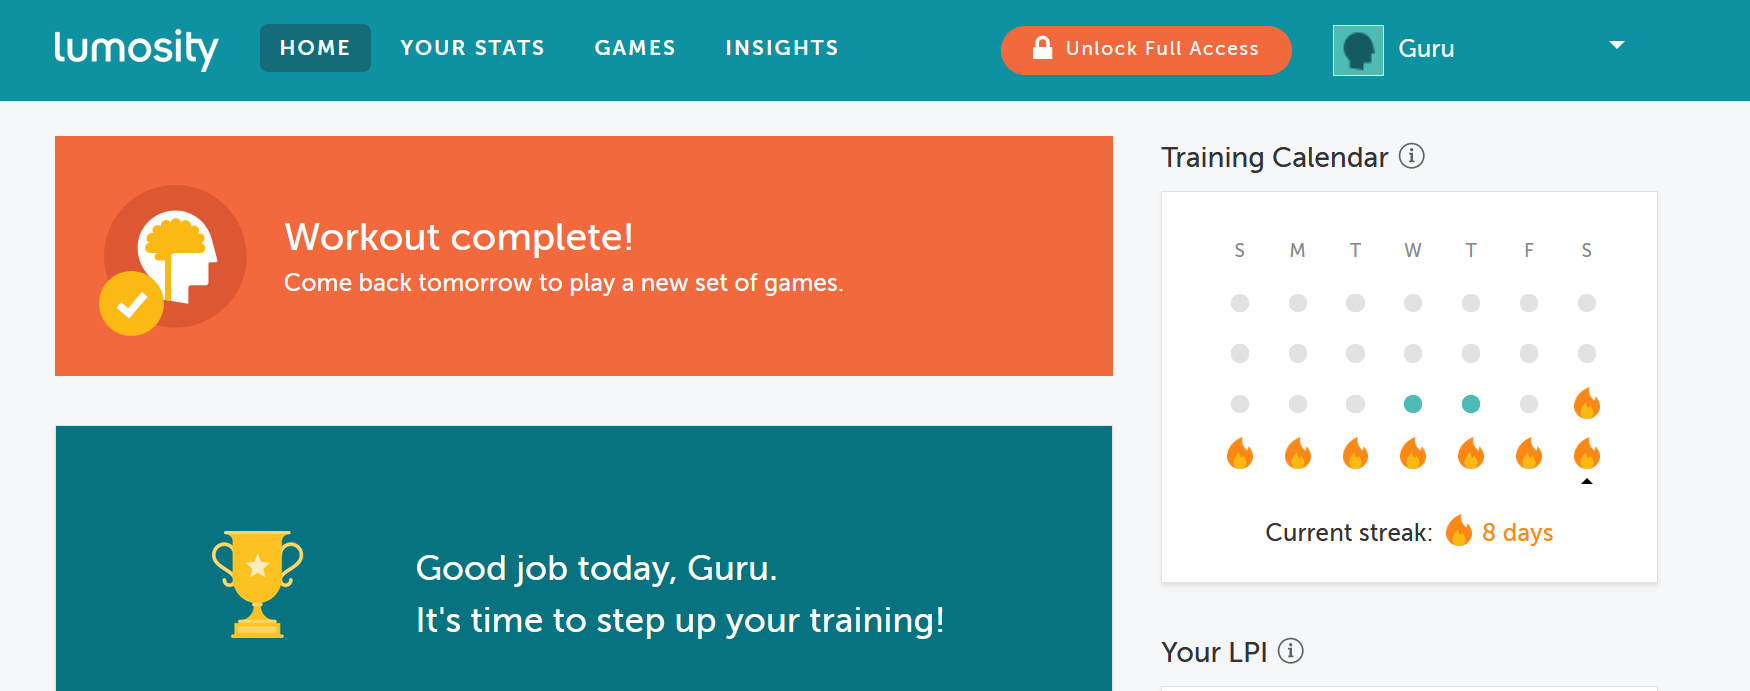 lumosity
HOME
YOUR STATS
GAMES
INSIGHTS
Unlock Full Access
Guru
Workout complete!
Come back tomorrow to play a new set of games.
Good job today, Guru.
It's time to step up your training!
Training Calendar
S M T W T F S
Current streak: 8 days
Your LPI